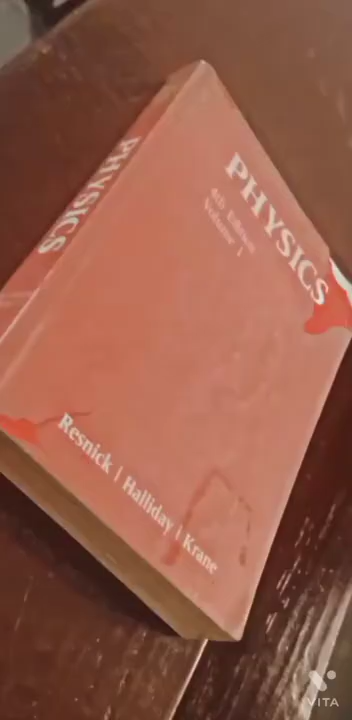 PHYSICS
PHYSICS
4th Edition
Volume 1
Resnick | Halliday | Krane
VITA